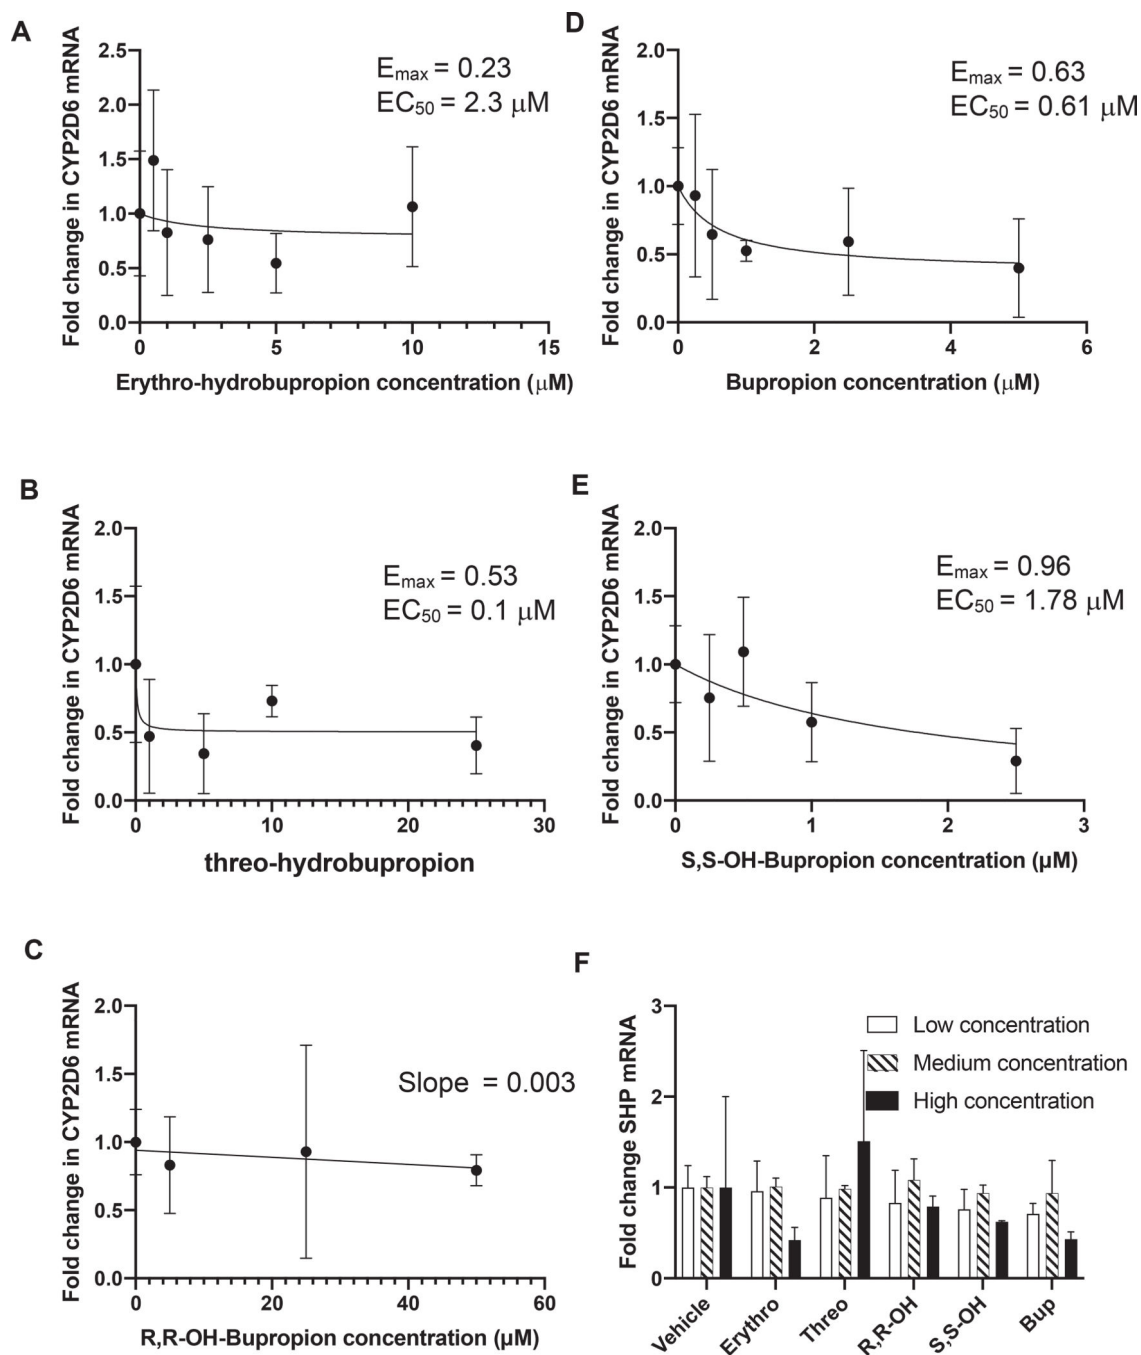 A
Fold change in CYP2D6 mRNA
2.5
2.0
1.5
1.0
0.5
0.0
E_max = 0.23
EC_50 = 2.3 μM
0 5 10 15
Erythro-hydrobupropion concentration (μM)
D
Fold change in CYP2D6 mRNA
2.0
1.5
1.0
0.5
0.0
E_max = 0.63
EC_50 = 0.61 μM
0 2 4 6
Bupropion concentration (μM)
B
Fold change in CYP2D6 mRNA
2.0
1.5
1.0
0.5
0.0
E_max = 0.53
EC_50 = 0.1 μM
0 10 20 30
threo-hydrobupropion
E
Fold change in CYP2D6 mRNA
2.0
1.5
1.0
0.5
0.0
E_max = 0.96
EC_50 = 1.78 μM
0 1 2 3
S,S-OH-Bupropion concentration (μM)
C
Fold change in CYP2D6 mRNA
2.0
1.5
1.0
0.5
0.0
Slope = 0.003
0 20 40 60
R,R-OH-Bupropion concentration (μM)
F
Fold change SHP mRNA
3
2
1
0
Low concentration
Medium concentration
High concentration
Vehicle
Erythro
Threo
R,R-OH
S,S-OH
Bup